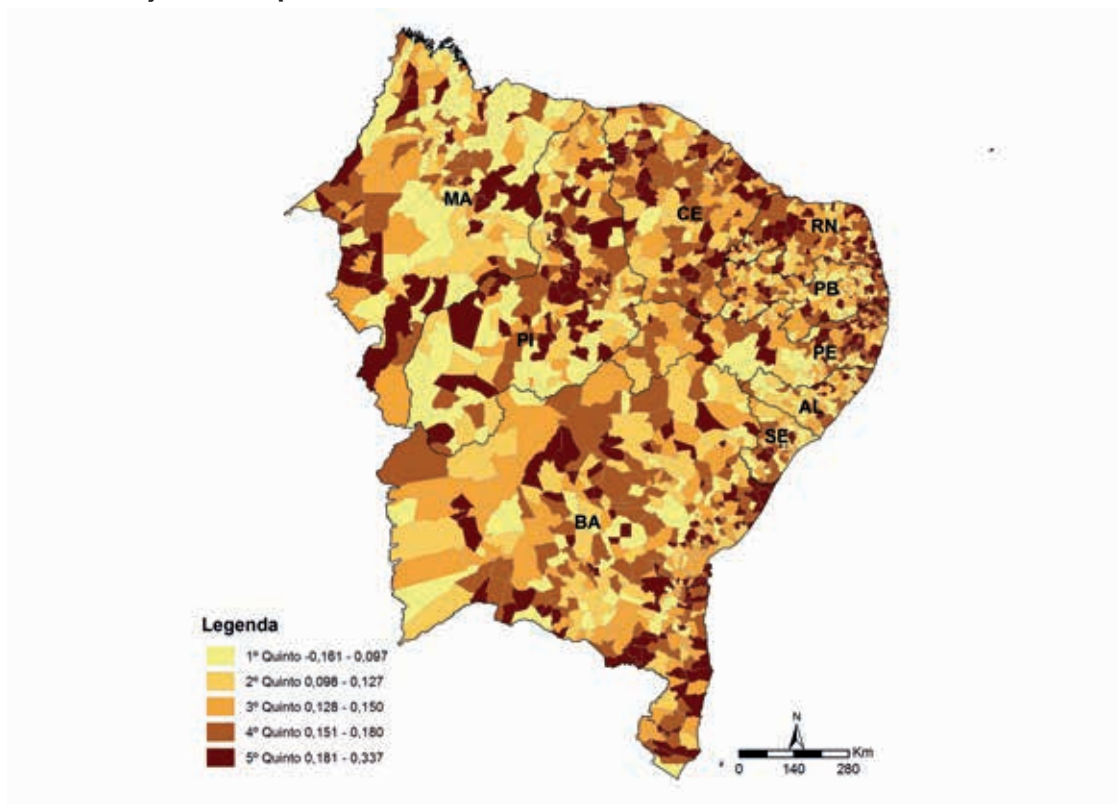 MA
CE
RN
PB
PI
PE
AL
SE
BA
Legenda
1º Quinto -0,161 - 0,097
2º Quinto 0,098 - 0,127
3º Quinto 0,128 - 0,150
4º Quinto 0,151 - 0,180
5º Quinto 0,181 - 0,337
N
Km
0 140 280